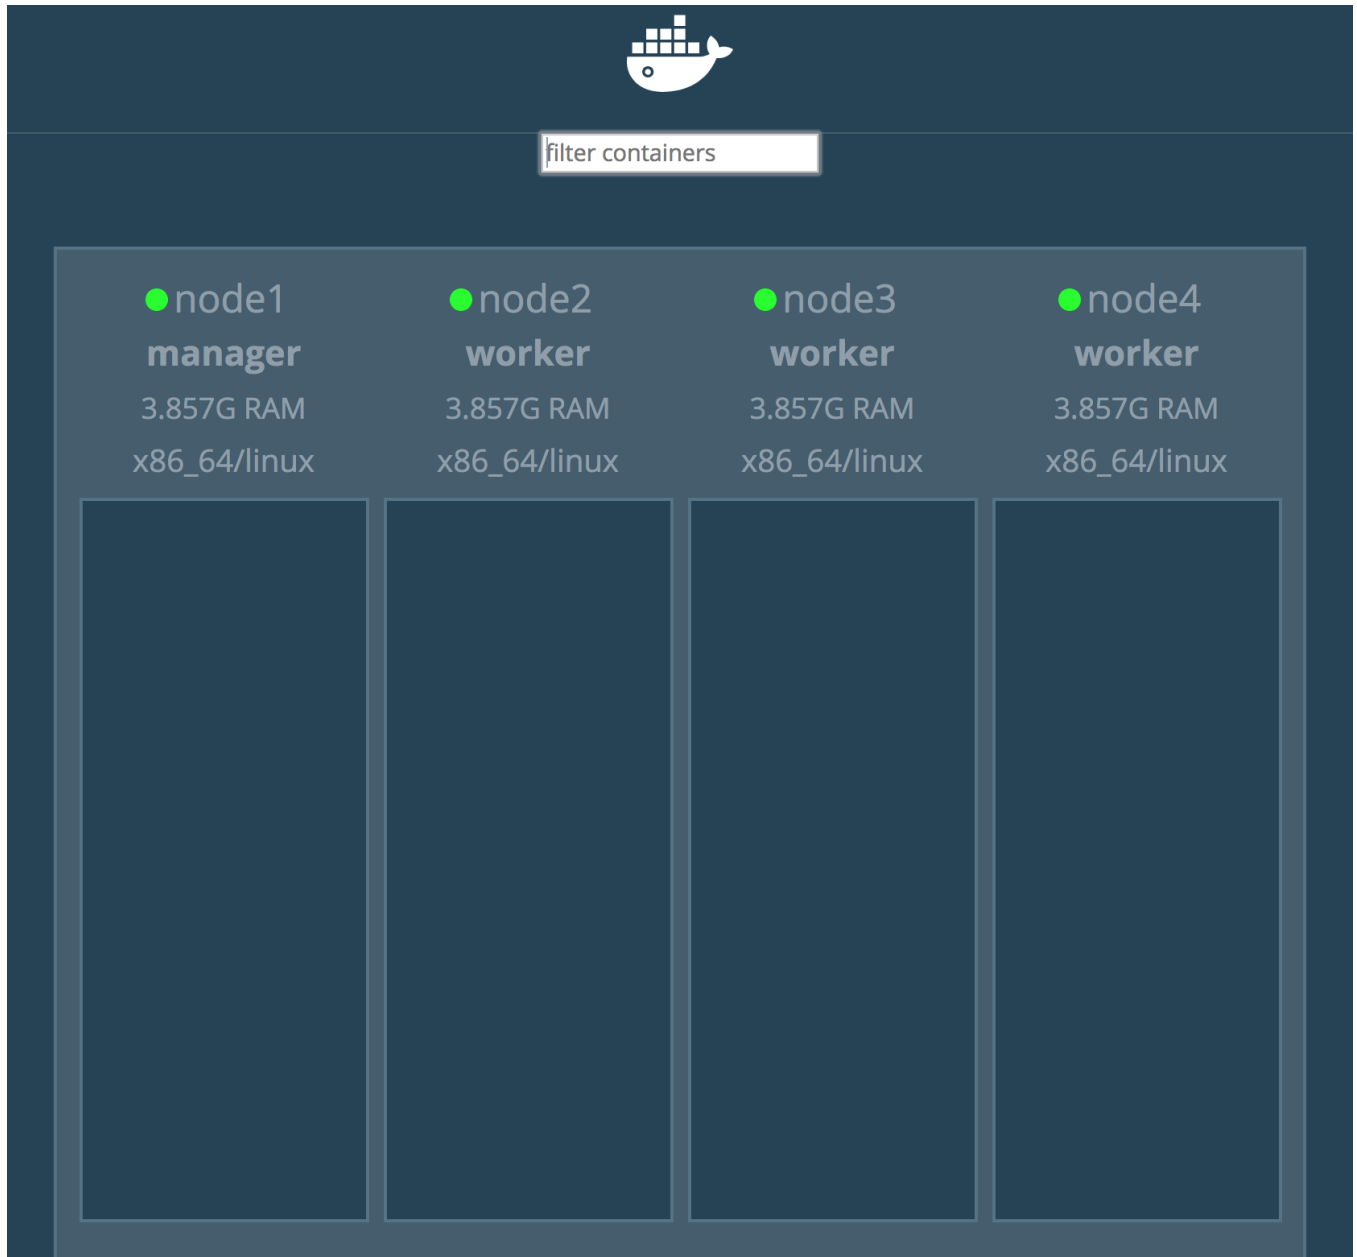 filter containers
node1 node2 node3 node4
manager worker worker worker
3.857G RAM 3.857G RAM 3.857G RAM 3.857G RAM
x86_64/linux x86_64/linux x86_64/linux x86_64/linux